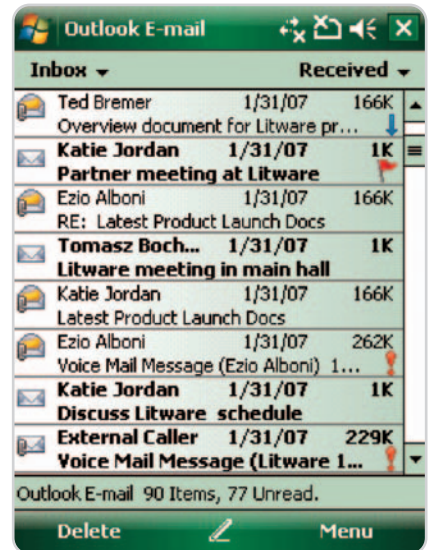 Outlook E-mail
Inbox Received
Ted Bremer 1/31/07 166K
Overview document for Litware pr...
Katie Jordan 1/31/07 1K
Partner meeting at Litware
Ezio Alboni 1/31/07 166K
RE: Latest Product Launch Docs
Tomasz Boch... 1/31/07 1K
Litware meeting in main hall
Katie Jordan 1/31/07 166K
Latest Product Launch Docs
Ezio Alboni 1/31/07 262K
Voice Mail Message (Ezio Alboni) 1...
Katie Jordan 1/31/07 1K
Discuss Litware schedule
External Caller 1/31/07 229K
Voice Mail Message (Litware 1...
Outlook E-mail 90 Items, 77 Unread.
Delete Menu